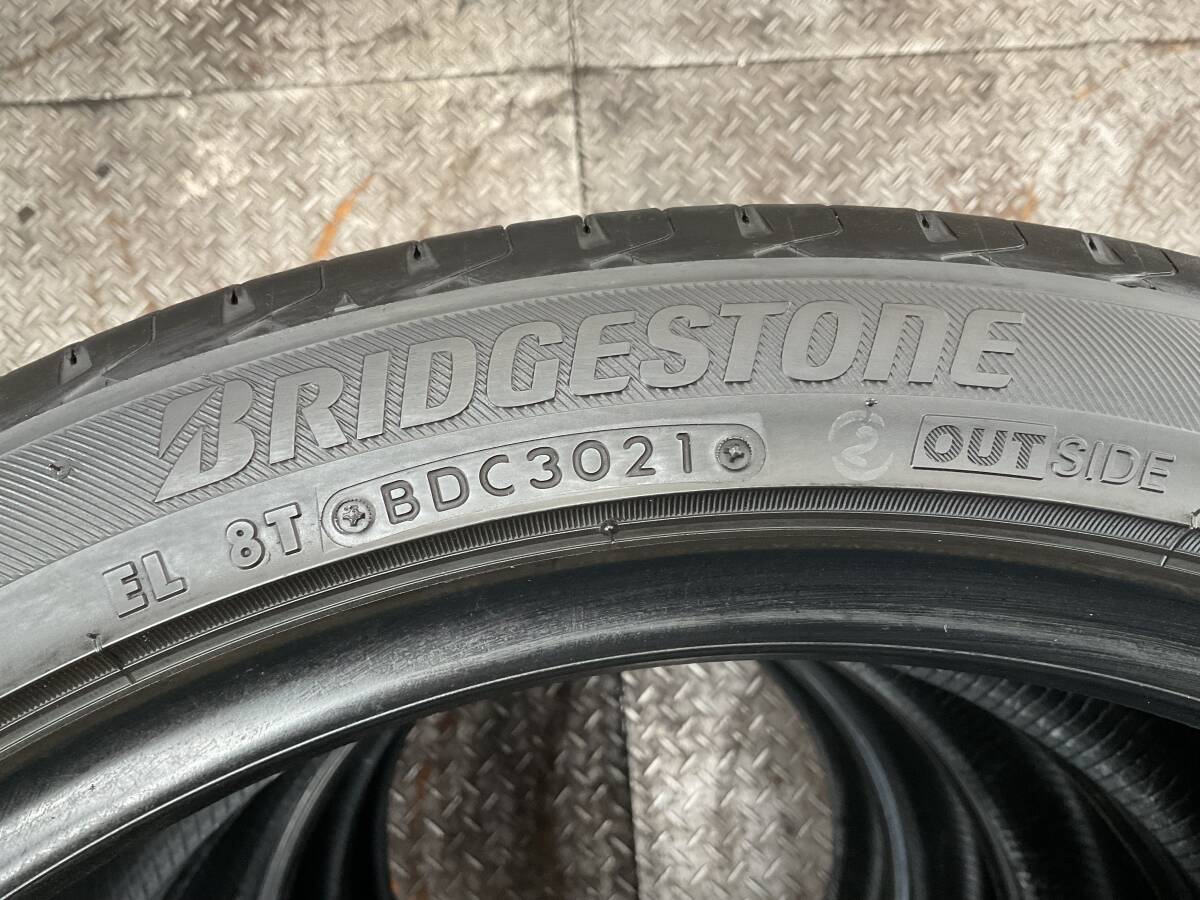 BRIDGESTONE
EL 8T BDC3021 2 OUTSIDE